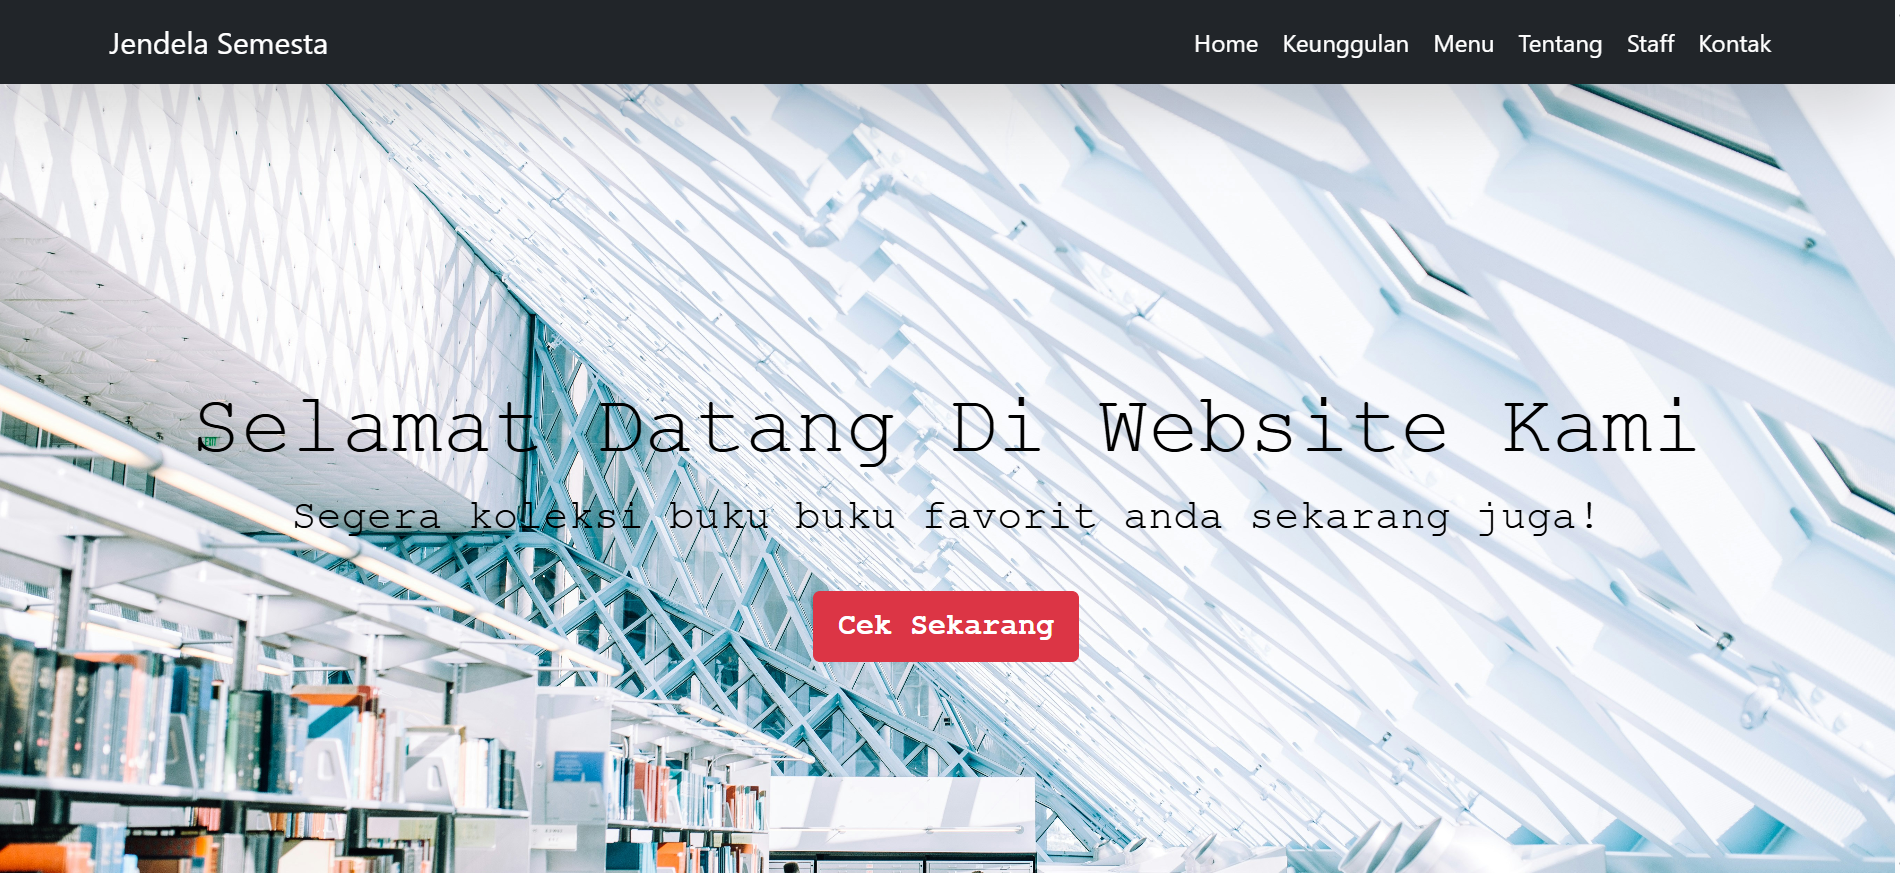 Jendela Semesta
Home Keunggulan Menu Tentang Staff Kontak
Selamat Datang Di Website Kami
Segera koleksi buku buku favorit anda sekarang juga!
Cek Sekarang
EXIT